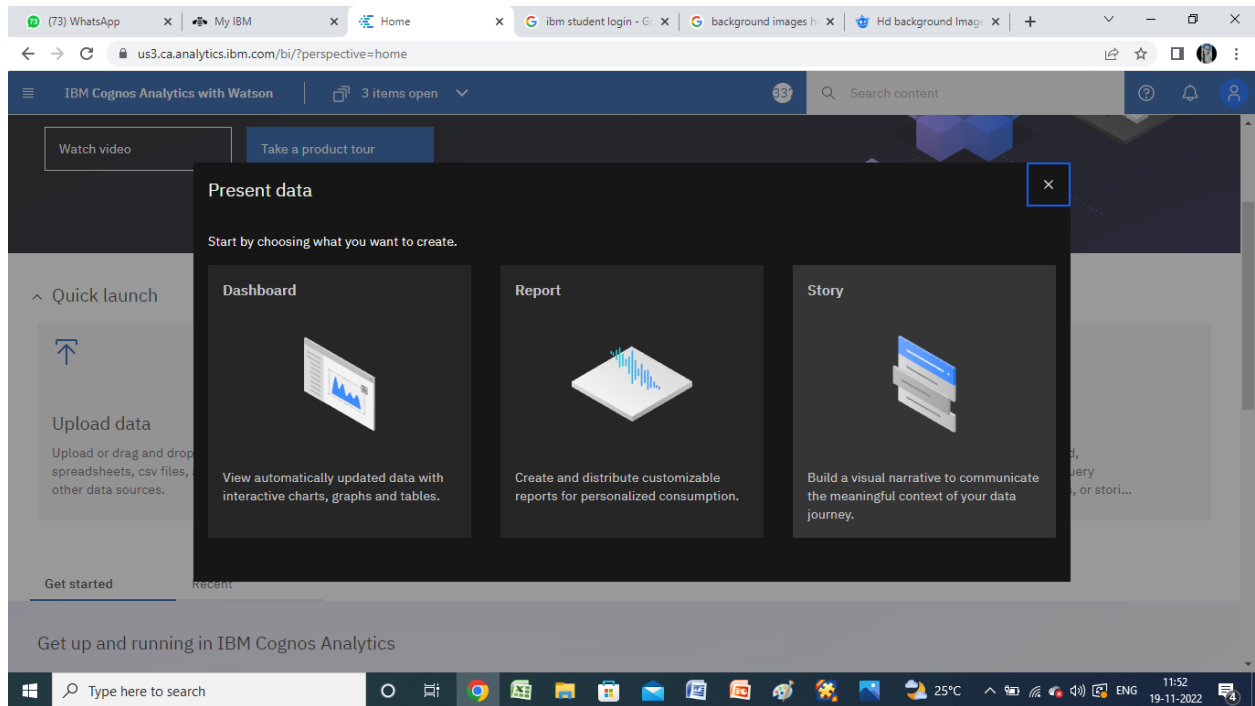 (73) WhatsApp
My IBM
Home
ibm student login - G
background images h
Hd background Image
us3.ca.analytics.ibm.com/bi/?perspective=home
IBM Cognos Analytics with Watson
3 items open
Search content
Watch video
Take a product tour
Present data
Start by choosing what you want to create.
Dashboard
Report
Story
View automatically updated data with
interactive charts, graphs and tables.
Create and distribute customizable
reports for personalized consumption.
Build a visual narrative to communicate
the meaningful context of your data
journey.
Quick launch
Upload data
Upload or drag and drop
spreadsheets, csv files,
other data sources.
, or stori...
Get started
Recent
Get up and running in IBM Cognos Analytics
Type here to search
25°C
ENG
11:52
19-11-2022
4